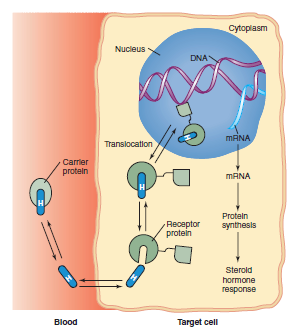 Cytoplasm
Nucleus
DNA
H
Translocation
mRNA
Carrier
protein
H
H
mRNA
Receptor
protein
Protein
synthesis
H
H
Steroid
hormone
response
Blood
Target cell